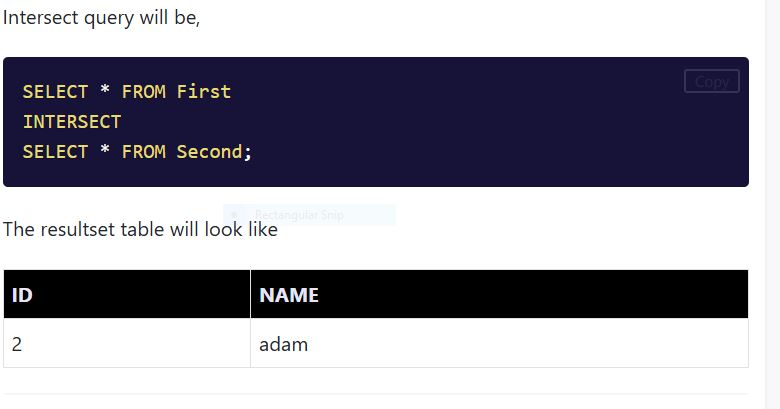 Intersect query will be,
Copy
SELECT * FROM First
INTERSECT
SELECT * FROM Second;
Rectangular Snip
The resultset table will look like
ID NAME
2 adam